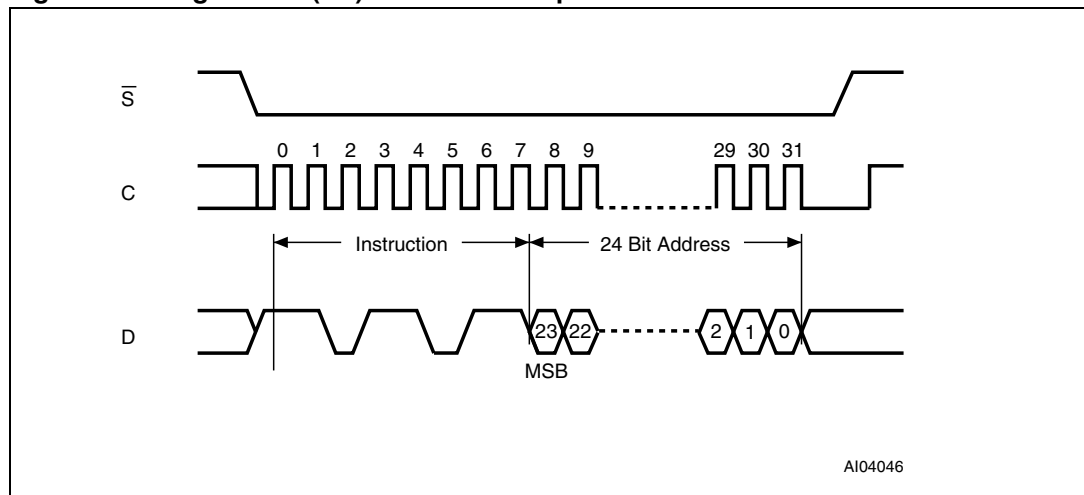 S
0 1 2 3 4 5 6 7 8 9 29 30 31
C
Instruction 24 Bit Address
D
23 22 2 1 0
MSB
AI04046